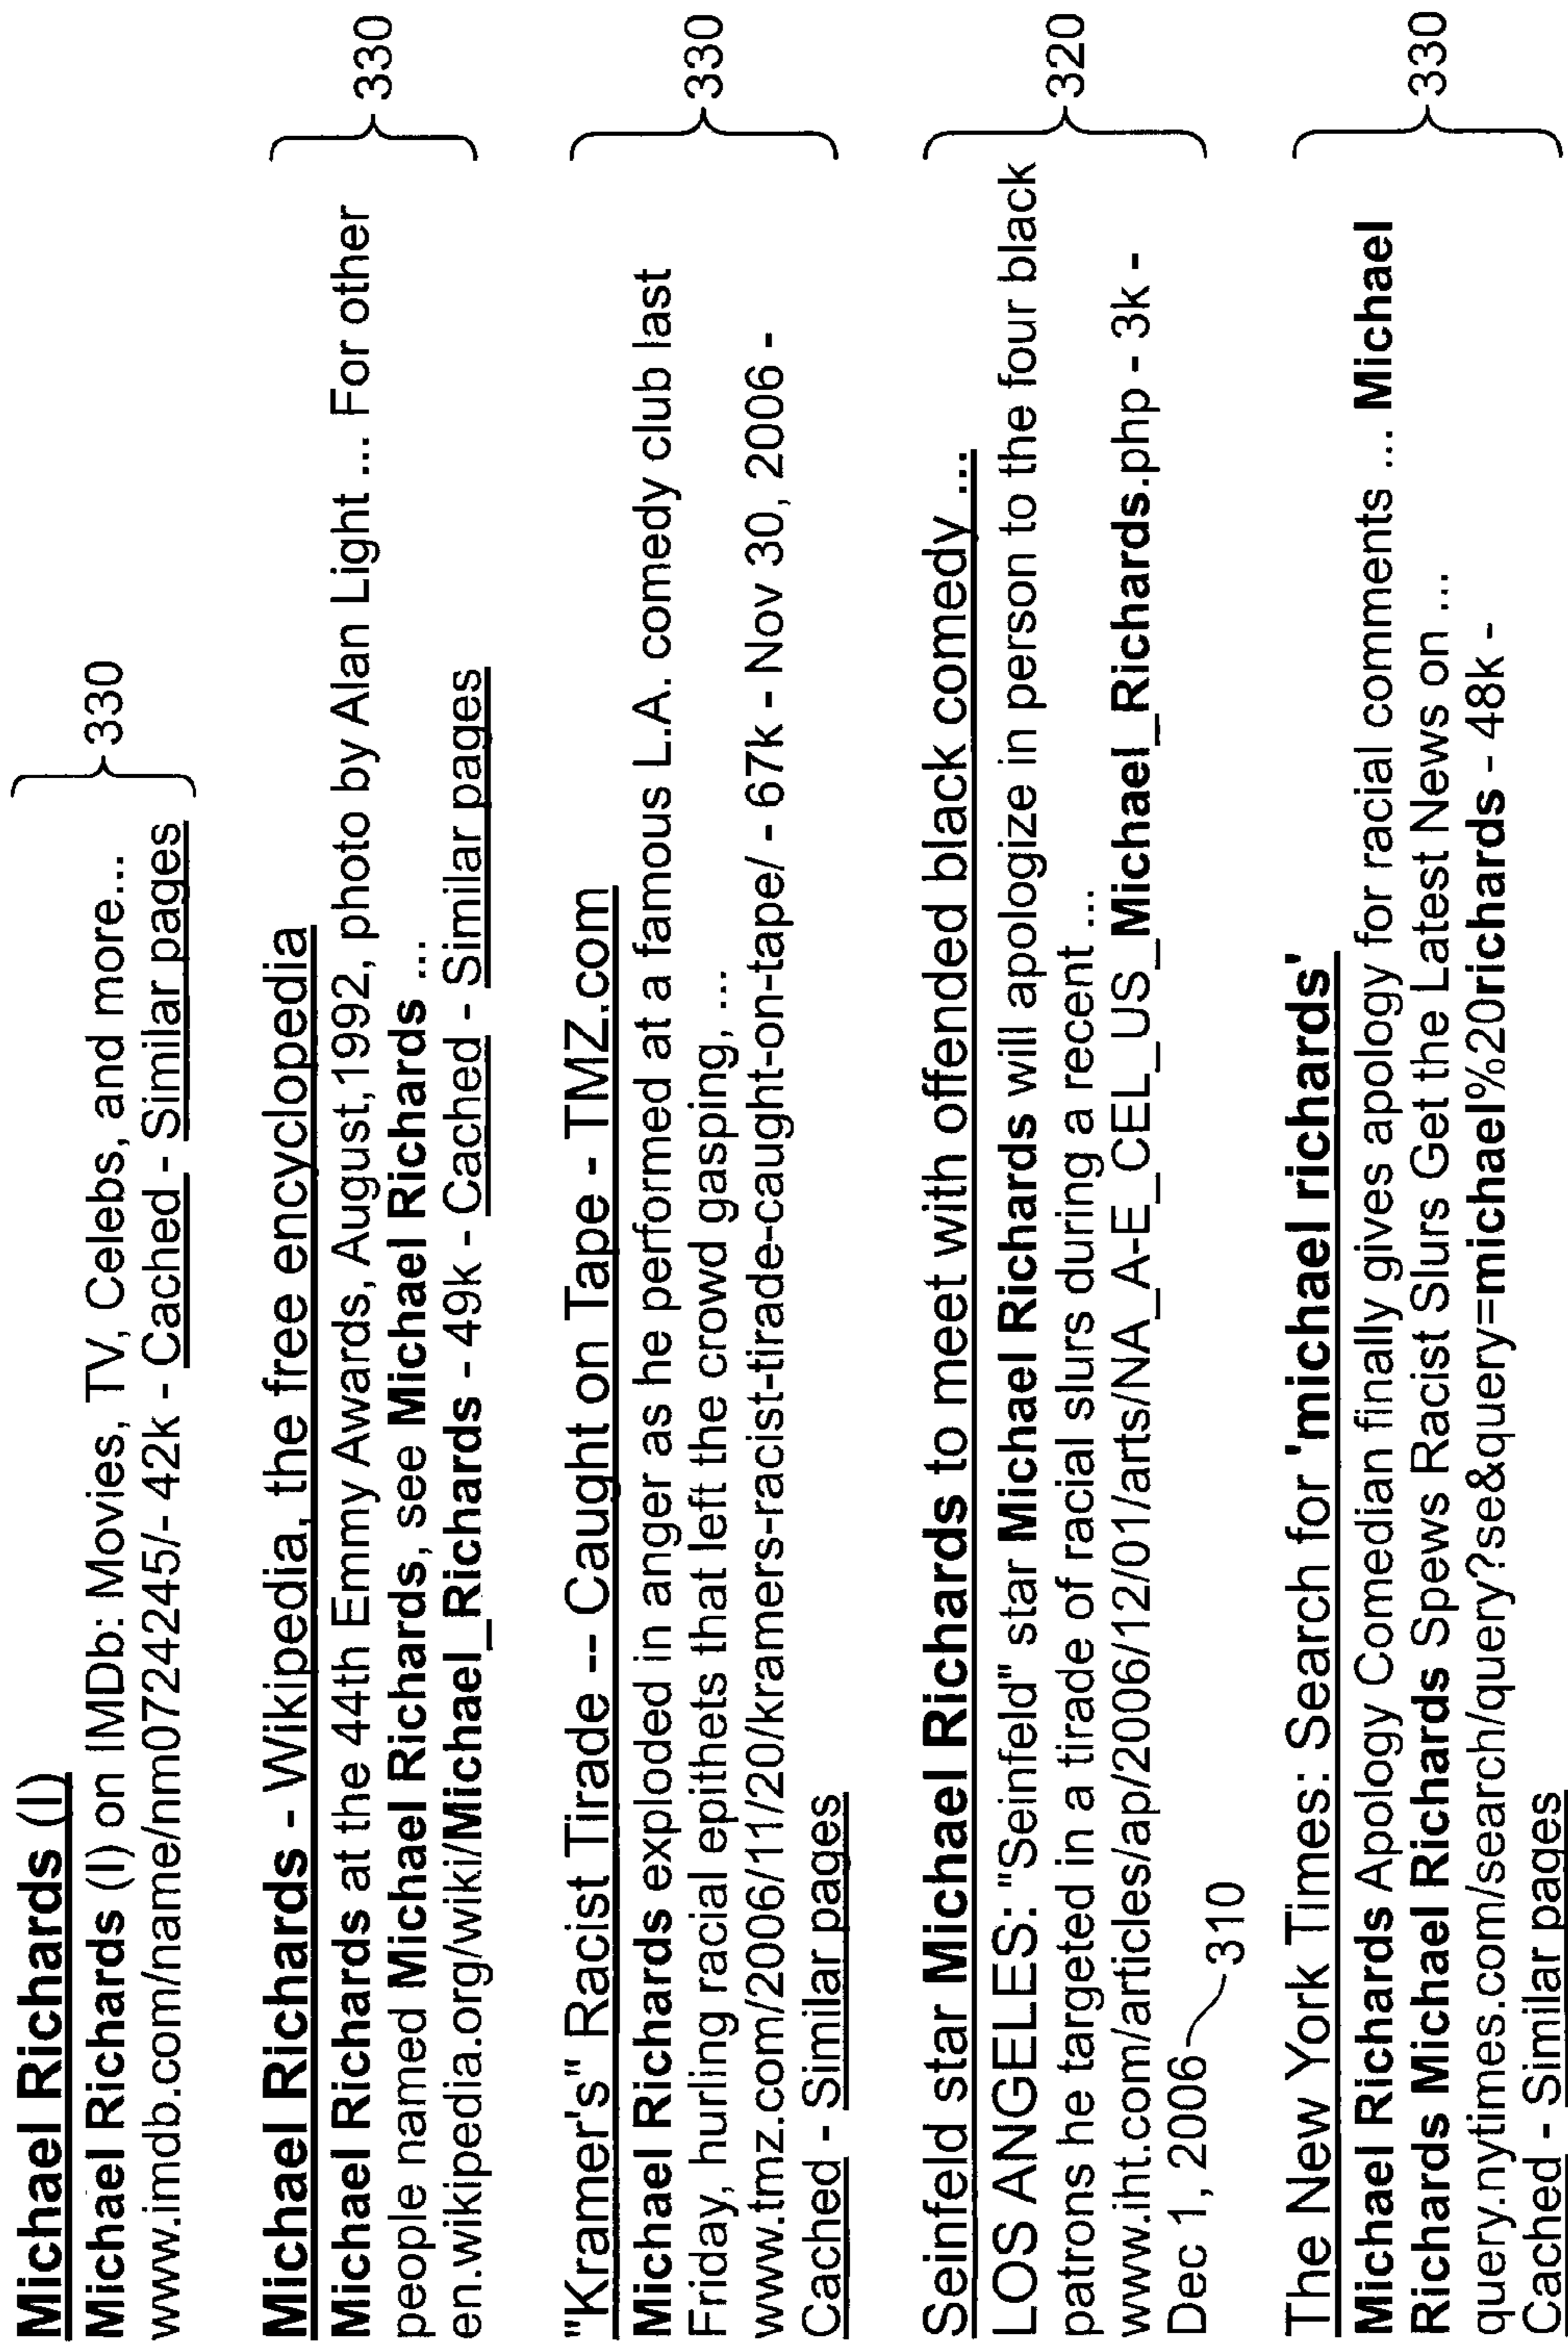 Michael Richards (I)
Michael Richards (I) on IMDb: Movies, TV, Celebs, and more...
www.imdb.com/name/nm0724245/- 42k - Cached - Similar pages
330
Michael Richards - Wikipedia, the free encyclopedia
Michael Richards at the 44th Emmy Awards, August,1992, photo by Alan Light ... For other
people named Michael Richards, see Michael Richards ...
en.wikipedia.org/wiki/Michael_Richards - 49k - Cached - Similar pages
330
"Kramer's" Racist Tirade -- Caught on Tape - TMZ.com
Michael Richards exploded in anger as he performed at a famous L.A. comedy club last
Friday, hurling racial epithets that left the crowd gasping, ...
www.tmz.com/2006/11/20/kramers-racist-tirade-caught-on-tape/ - 67k - Nov 30, 2006 -
Cached - Similar pages
330
Seinfeld star Michael Richards to meet with offended black comedy ...
LOS ANGELES: "Seinfeld" star Michael Richards will apologize in person to the four black
patrons he targeted in a tirade of racial slurs during a recent ...
www.iht.com/articles/ap/2006/12/01/arts/NA_A-E_CEL_US_Michael_Richards.php - 3k -
Dec 1, 2006 310
320
The New York Times: Search for 'michael richards'
Michael Richards Apology Comedian finally gives apology for racial comments ... Michael
Richards Michael Richards Spews Racist Slurs Get the Latest News on ...
query.nytimes.com/search/query?se&query=michael%20richards - 48k -
Cached - Similar pages
330